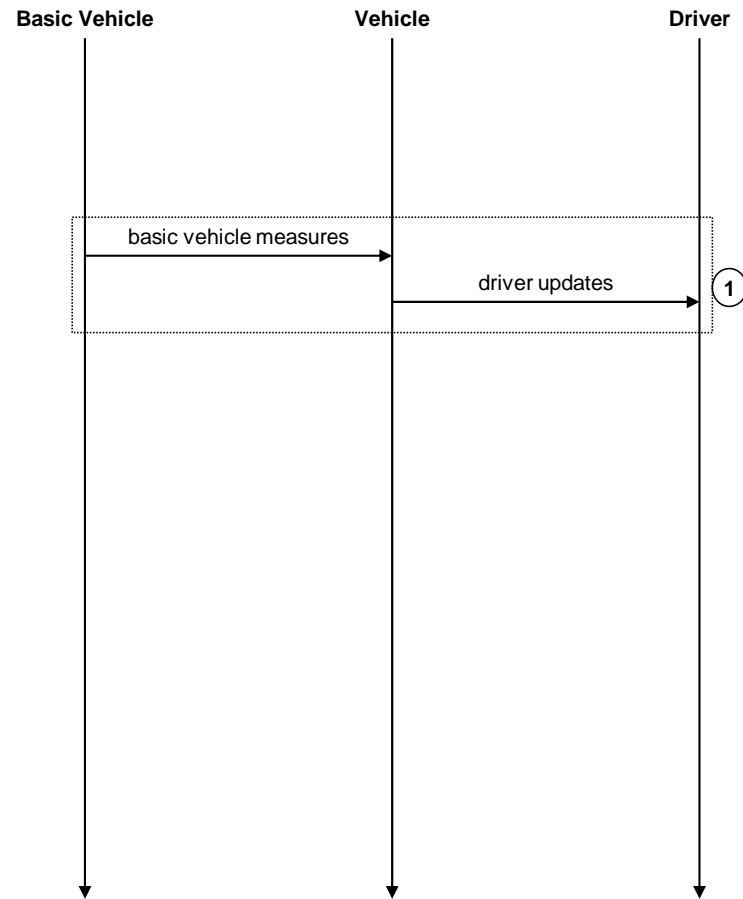 Basic Vehicle
Vehicle
Driver
basic vehicle measures
driver updates
1